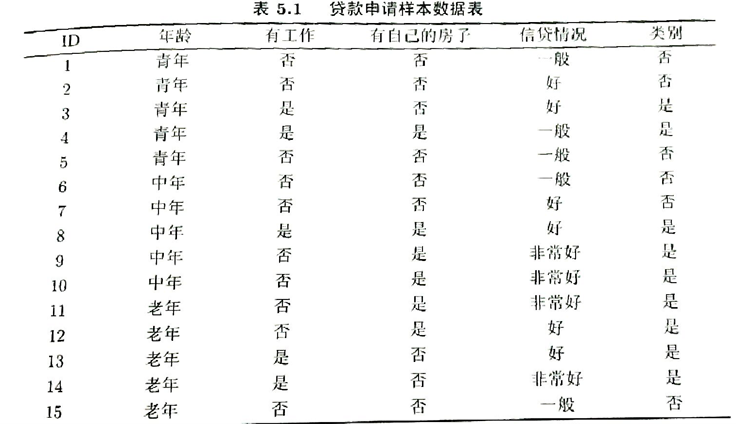 表 5.1 贷款申请样本数据表
ID 年龄 有工作 有自己的房子 信贷情况 类别
1 青年 否 否 一般 否
2 青年 否 否 好 否
3 青年 是 否 好 是
4 青年 是 是 一般 是
5 青年 否 否 一般 否
6 中年 否 否 一般 否
7 中年 否 否 好 否
8 中年 是 是 好 是
9 中年 否 是 非常好 是
10 中年 否 是 非常好 是
11 老年 否 是 非常好 是
12 老年 否 是 好 是
13 老年 是 否 好 是
14 老年 是 否 非常好 是
15 老年 否 否 一般 否